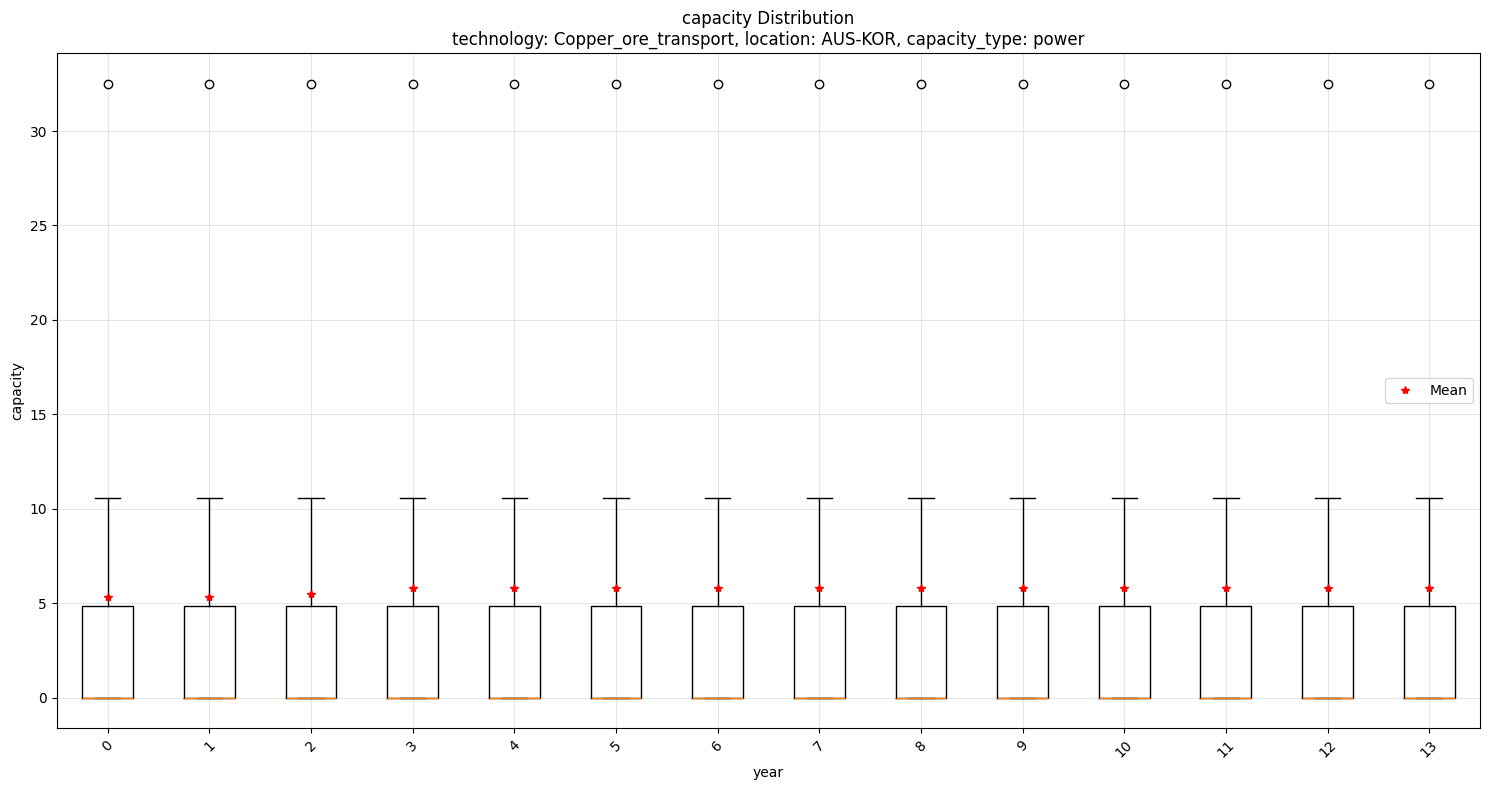 capacity Distribution
technology: Copper_ore_transport, location: AUS-KOR, capacity_type: power
30
25
20
15
10
5
0
capacity
Mean
0 1 2 3 4 5 6 7 8 9 10 11 12 13
year